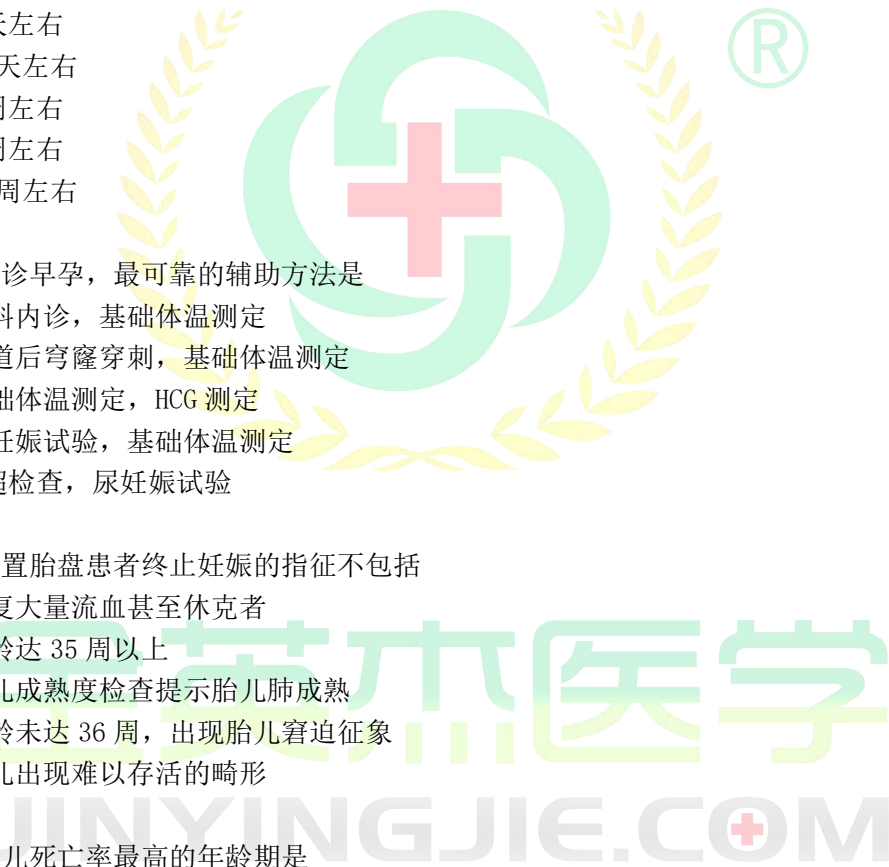 天左右
天左右
周左右
周左右
周左右
诊早孕，最可靠的辅助方法是
科内诊，基础体温测定
道后穹窿穿刺，基础体温测定
础体温测定，HCG 测定
妊娠试验，基础体温测定
超检查，尿妊娠试验
置胎盘患者终止妊娠的指征不包括
复大量流血甚至休克者
龄达 35 周以上
儿成熟度检查提示胎儿肺成熟
龄未达 36 周，出现胎儿窘迫征象
儿出现难以存活的畸形
金英杰医学
JINYINGJIE.COM
儿死亡率最高的年龄期是
®